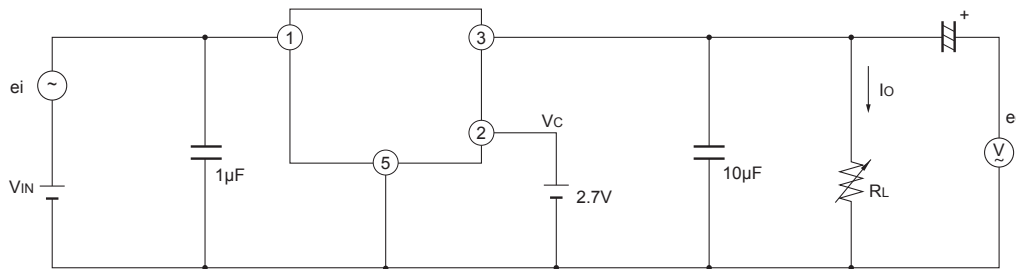 +
1
3
ei
~
IO
2
VC
e
V
~
5
1μF
10μF
VIN
2.7V
RL